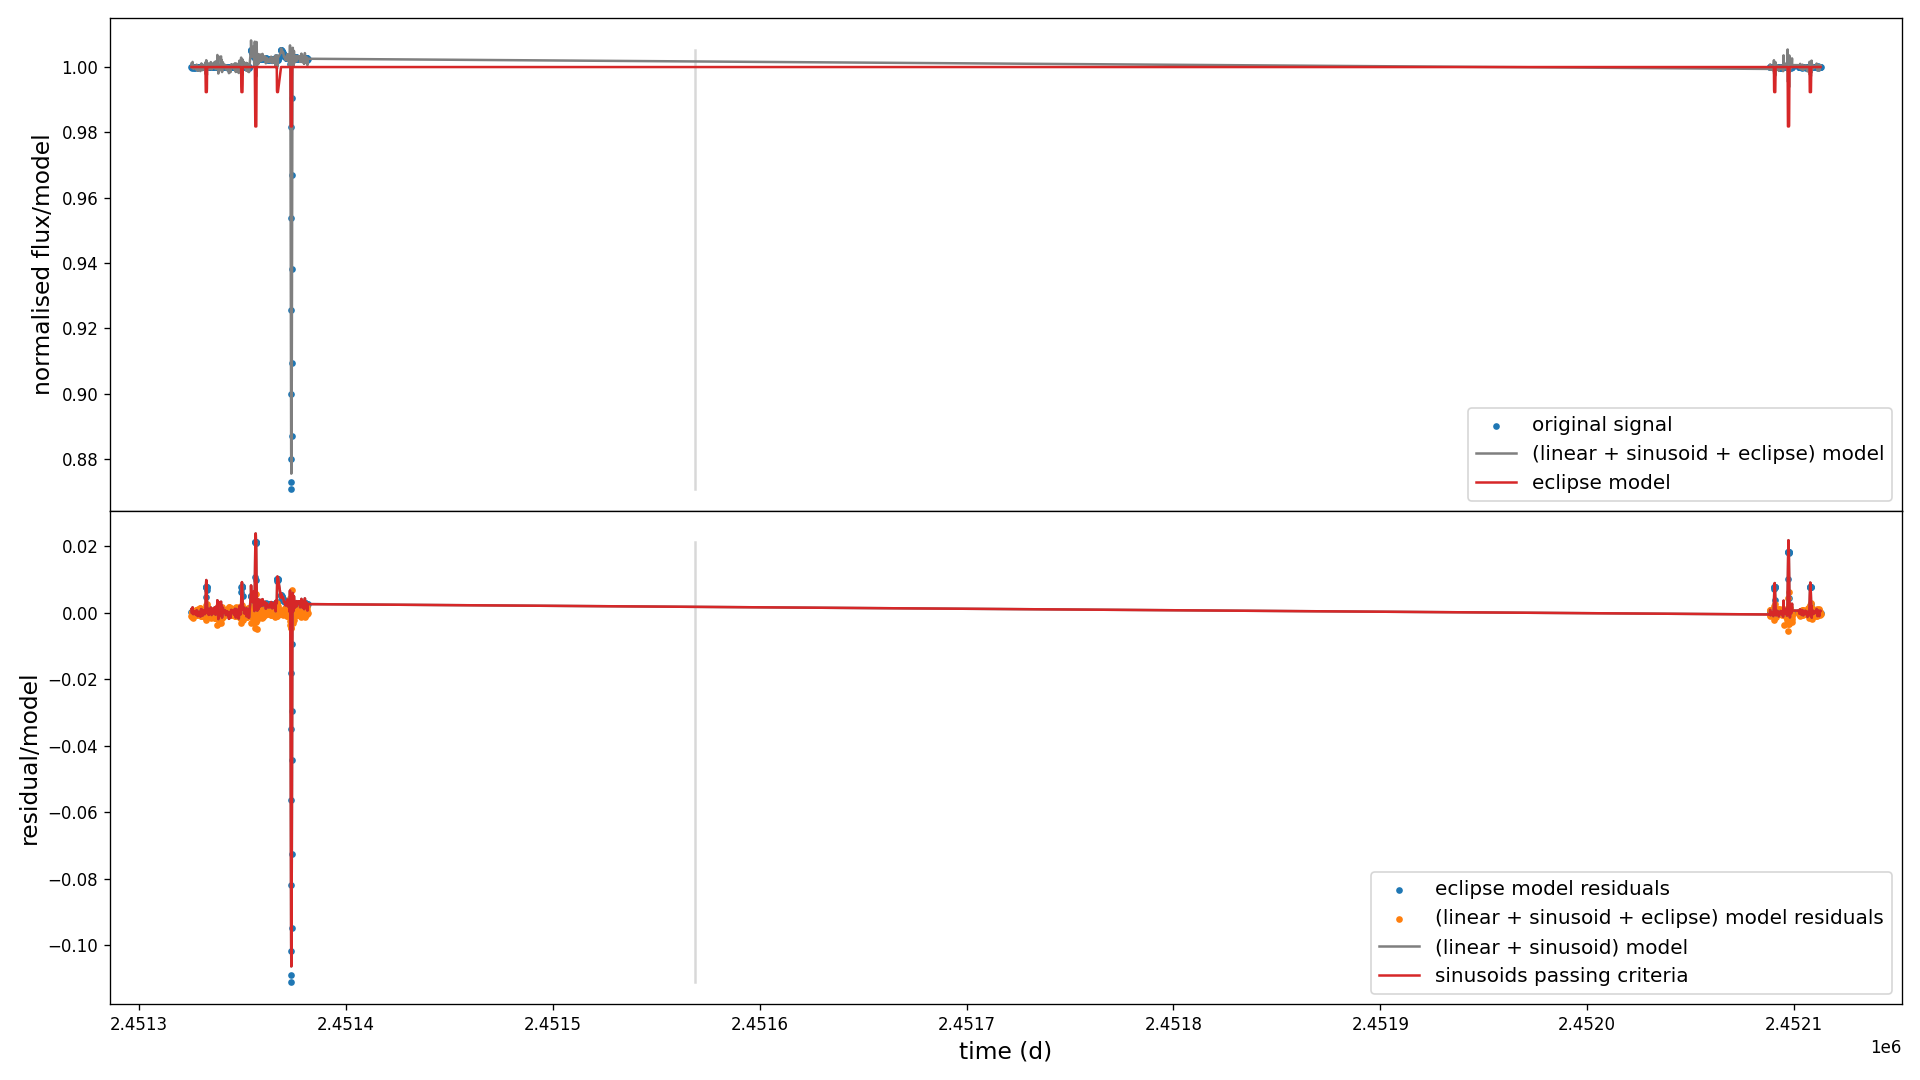 normalised flux/model
1.00
0.98
0.96
0.94
0.92
0.90
0.88
original signal
(linear + sinusoid + eclipse) model
eclipse model
residual/model
0.02
0.00
−0.02
−0.04
−0.06
−0.08
−0.10
eclipse model residuals
(linear + sinusoid + eclipse) model residuals
(linear + sinusoid) model
sinusoids passing criteria
2.4513 2.4514 2.4515 2.4516 2.4517 2.4518 2.4519 2.4520 2.4521
1e6
time (d)